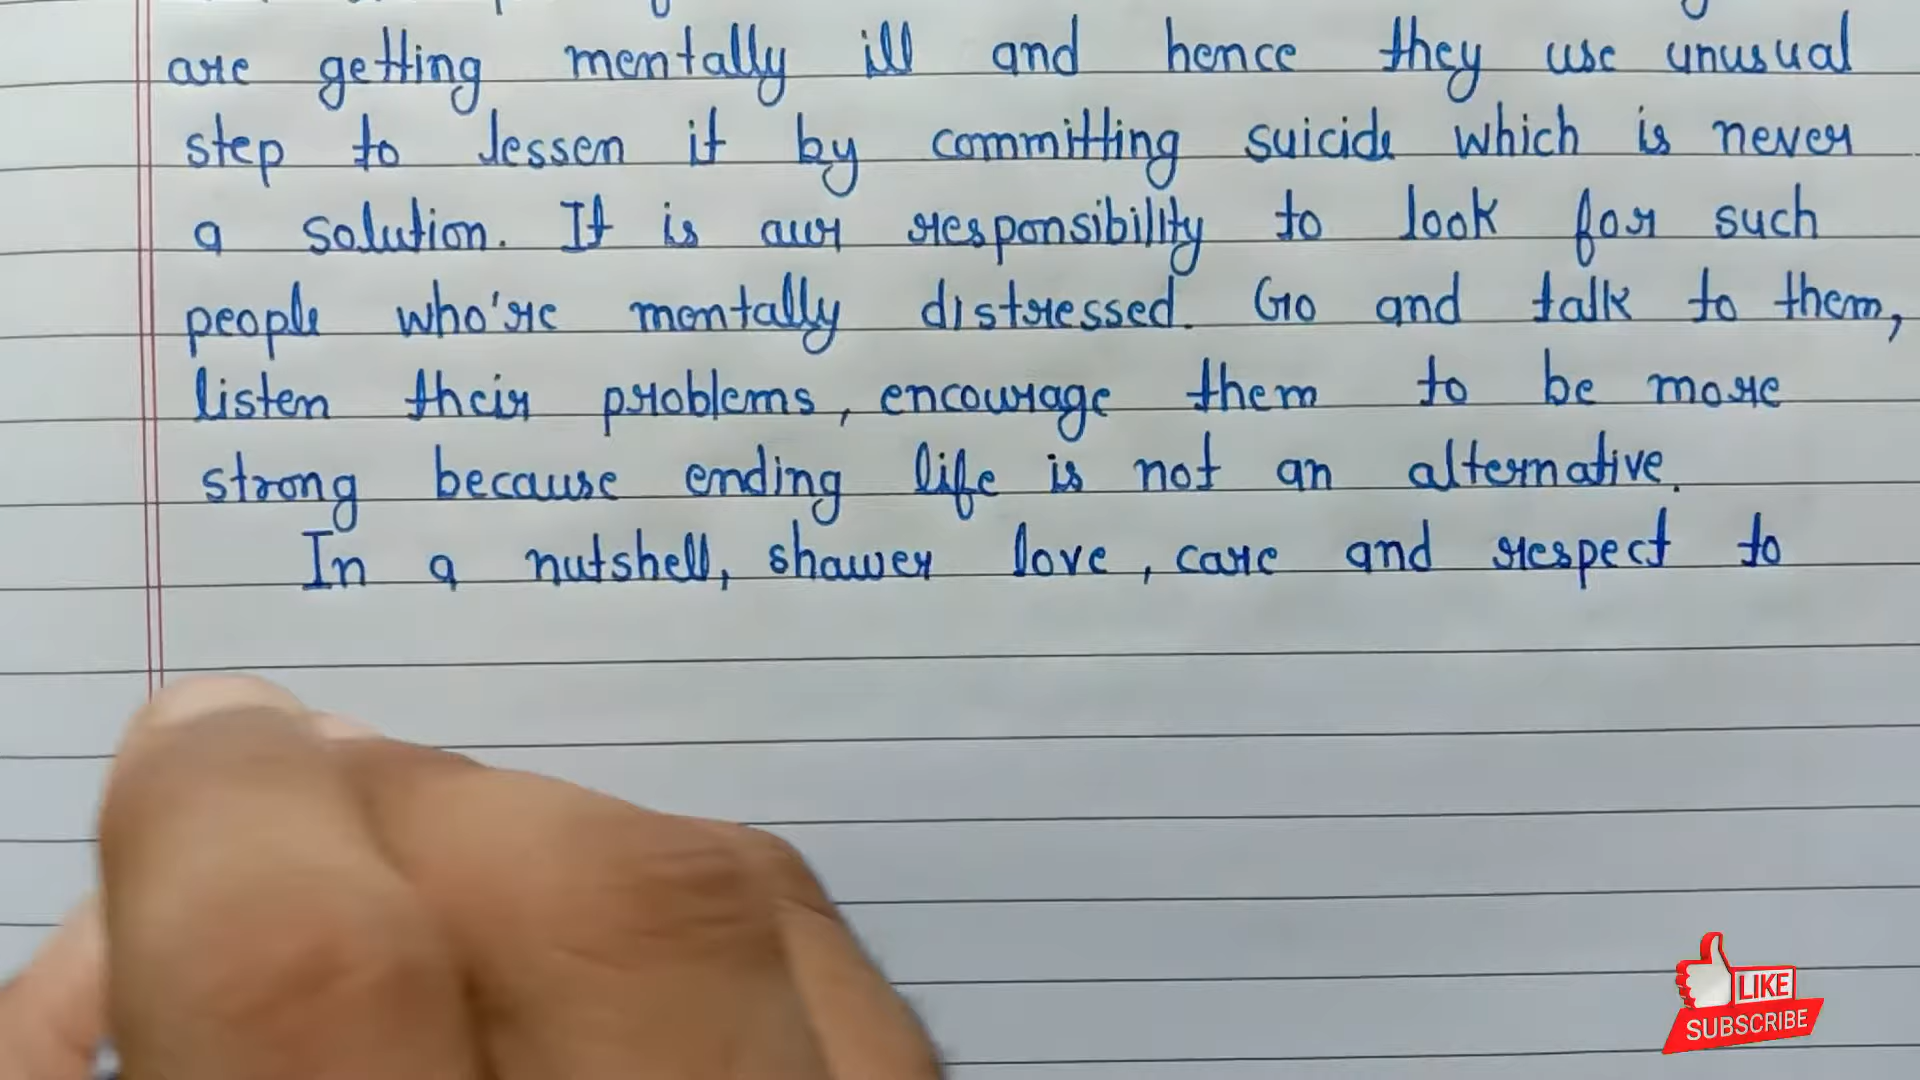 are getting mentally ill and hence they use unusual
step to lessen it by committing suicide which is never
a solution. It is our responsibility to look for such
people who're mentally distressed. Go and talk to them,
listen their problems, encourage them to be more
strong because ending life is not an alternative.
In a nutshell, shower love, care and respect to
LIKE
SUBSCRIBE